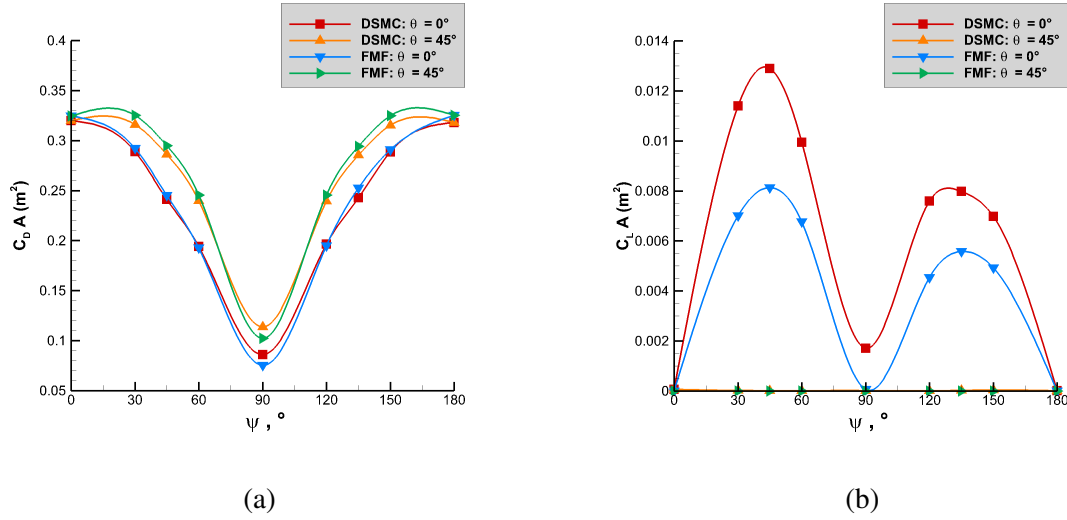 DSMC: θ = 0°
DSMC: θ = 45°
FMF: θ = 0°
FMF: θ = 45°
0.4
0.35
0.3
0.25
0.2
0.15
0.1
0.05
C_D A (m²)
0 30 60 90 120 150 180
ψ , °
(a)
DSMC: θ = 0°
DSMC: θ = 45°
FMF: θ = 0°
FMF: θ = 45°
0.014
0.012
0.01
0.008
0.006
0.004
0.002
0
C_L A (m²)
0 30 60 90 120 150 180
ψ , °
(b)